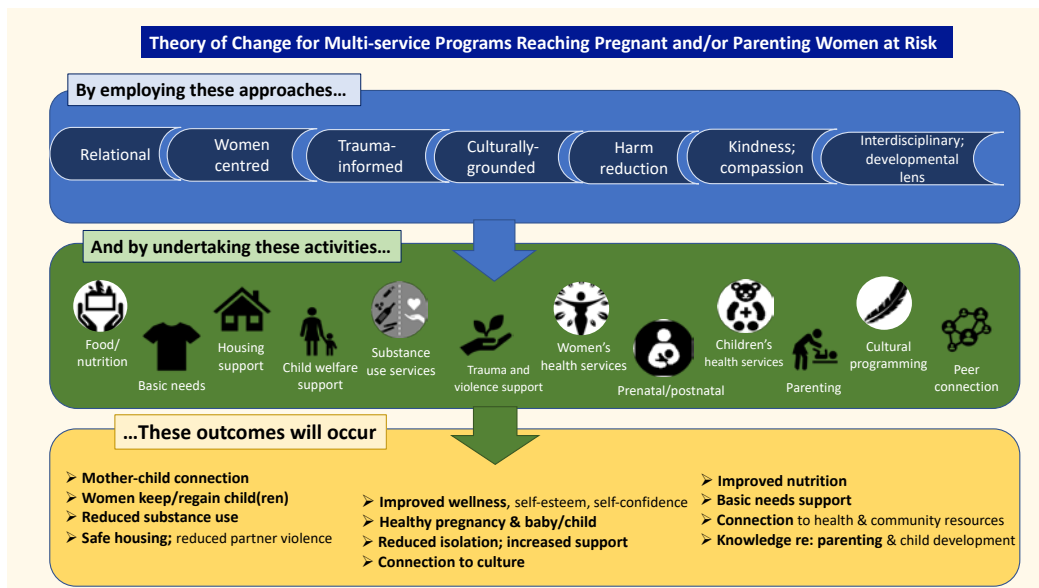 Theory of Change for Multi-service Programs Reaching Pregnant and/or Parenting Women at Risk
By employing these approaches…
Relational
Women
centred
Trauma-
informed
Culturally-
grounded
Harm
reduction
Kindness;
compassion
Interdisciplinary;
developmental
lens
And by undertaking these activities…
Food/
nutrition
Basic needs
Housing
support
Child welfare
support
Substance
use services
Trauma and
violence support
Women's
health services
Prenatal/postnatal
Children's
health services
Parenting
Cultural
programming
Peer
connection
…These outcomes will occur
➢ Mother-child connection
➢ Women keep/regain child(ren)
➢ Reduced substance use
➢ Safe housing; reduced partner violence
➢ Improved wellness, self-esteem, self-confidence
➢ Healthy pregnancy & baby/child
➢ Reduced isolation; increased support
➢ Connection to culture
➢ Improved nutrition
➢ Basic needs support
➢ Connection to health & community resources
➢ Knowledge re: parenting & child development